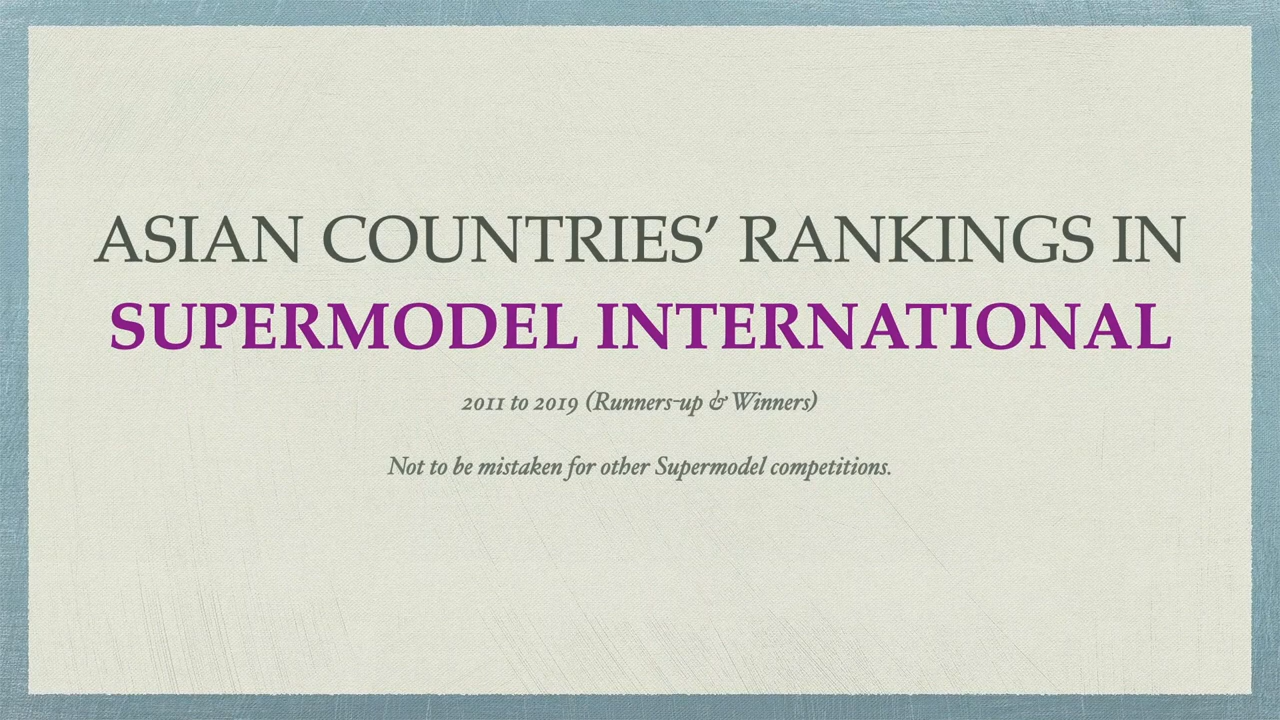 ASIAN COUNTRIES’ RANKINGS IN
SUPERMODEL INTERNATIONAL
2011 to 2019 (Runners-up & Winners)
Not to be mistaken for other Supermodel competitions.